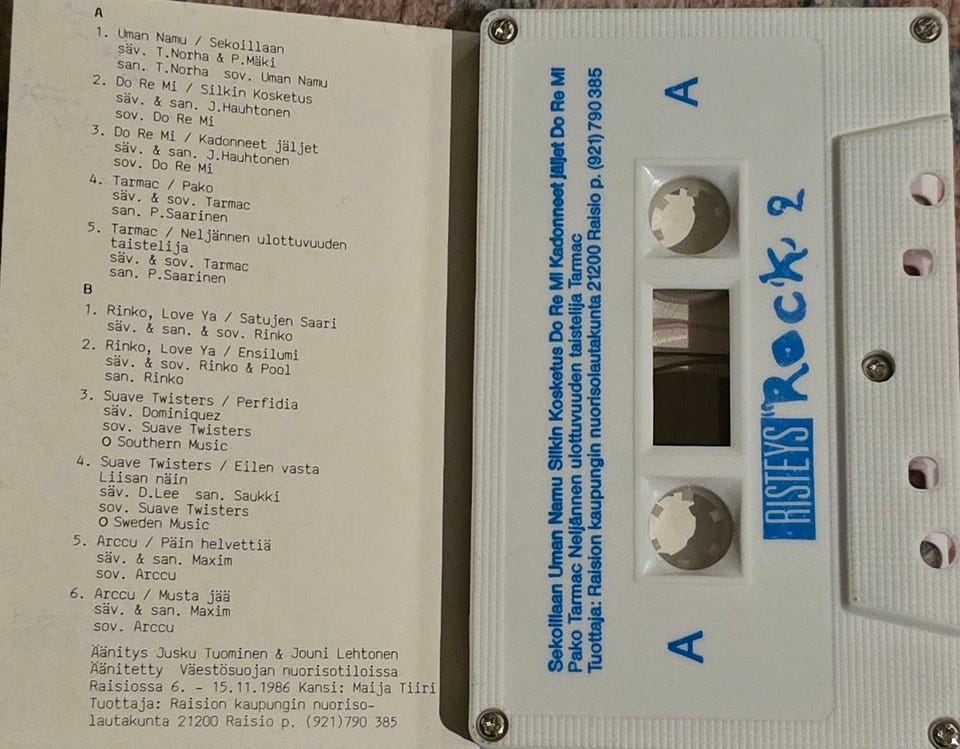 A
1. Uman Namu / Sekoillaan
säv. T.Norha & P.Mäki
san. T.Norha sov. Uman Namu
2. Do Re Mi / Silkin Kosketus
säv. & san. J.Hauhtonen
sov. Do Re Mi
3. Do Re Mi / Kadonneet jäljet
säv. & san. J.Hauhtonen
sov. Do Re Mi
4. Tarmac / Pako
säv. & sov. Tarmac
san. P.Saarinen
5. Tarmac / Neljännen ulottuvuuden
taistelija
säv. & sov. Tarmac
san. P.Saarinen
B
1. Rinko, Love Ya / Satujen Saari
säv. & san. & sov. Rinko
2. Rinko, Love Ya / Ensilumi
säv. & sov. Rinko & Pool
san. Rinko
3. Suave Twisters / Perfidia
säv. Dominiquez
sov. Suave Twisters
O Southern Music
4. Suave Twisters / Eilen vasta
Liisan näin
säv. D.Lee san. Saukki
sov. Suave Twisters
O Sweden Music
5. Arccu / Päin helvettiä
säv. & san. Maxim
sov. Arccu
6. Arccu / Musta jää
säv. & san. Maxim
sov. Arccu
Äänitys Jusku Tuominen & Jouni Lehtonen
Äänitetty Väestösuojan nuorisotiloissa
Raisiossa 6. - 15.11.1986 Kansi: Maija Tiiri
Tuottaja: Raision kaupungin nuoriso-
lautakunta 21200 Raisio p. (921)790 385
Sekoillaan Uman Namu Silkin Kosketus Do Re Mi Kadonneet jäljet Do Re Mi
Pako Tarmac Neljännen ulottuvuuden taistelija Tarmac
Tuottaja: Raision kaupungin nuorisolautakunta 21200 Raisio p. (921) 790 385
A
A
RISTEYS "ROCK 2